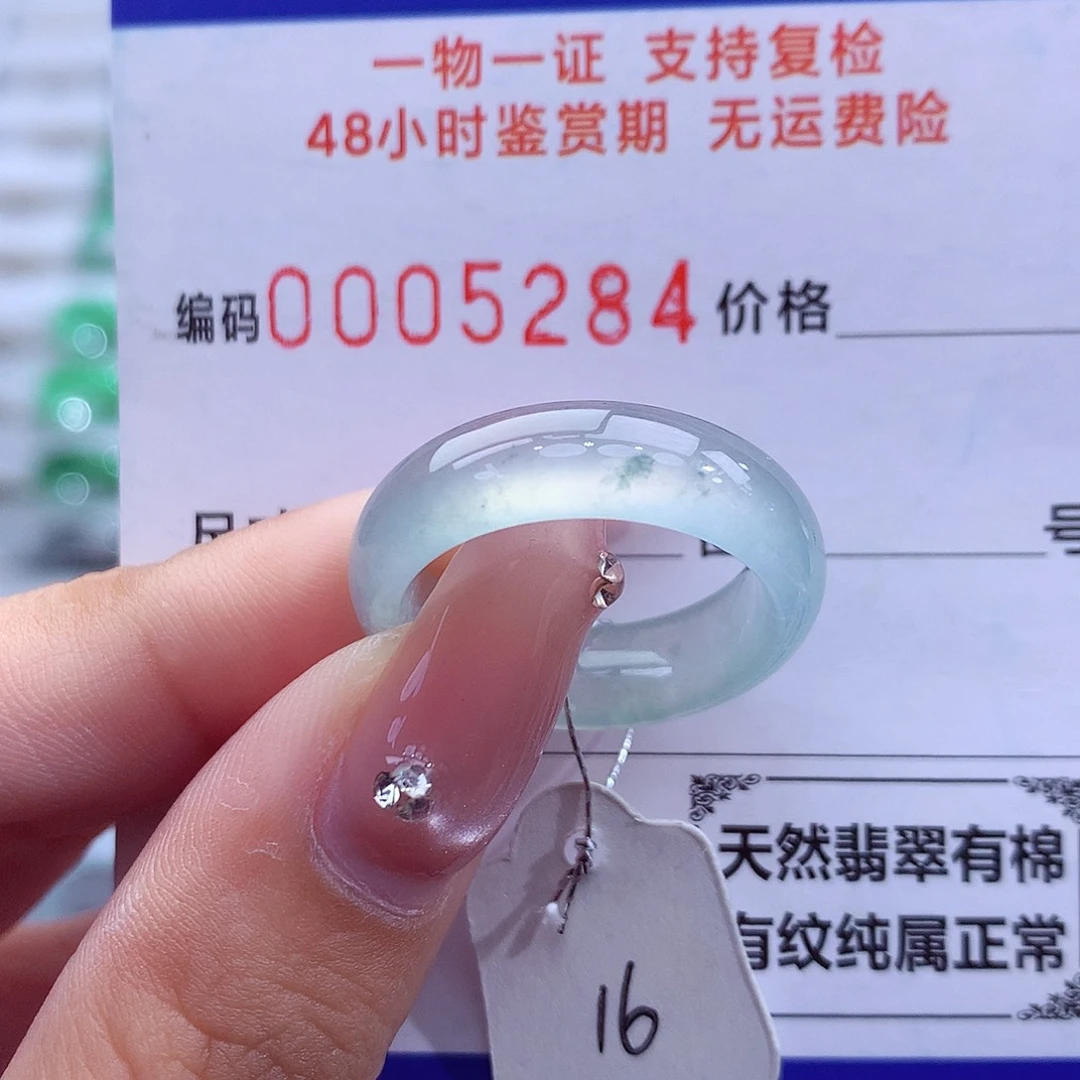 一物一证 支持复检
48小时鉴赏期 无运费险
编码0005284价格
尺
号
天然翡翠有棉
有纹纯属正常
16